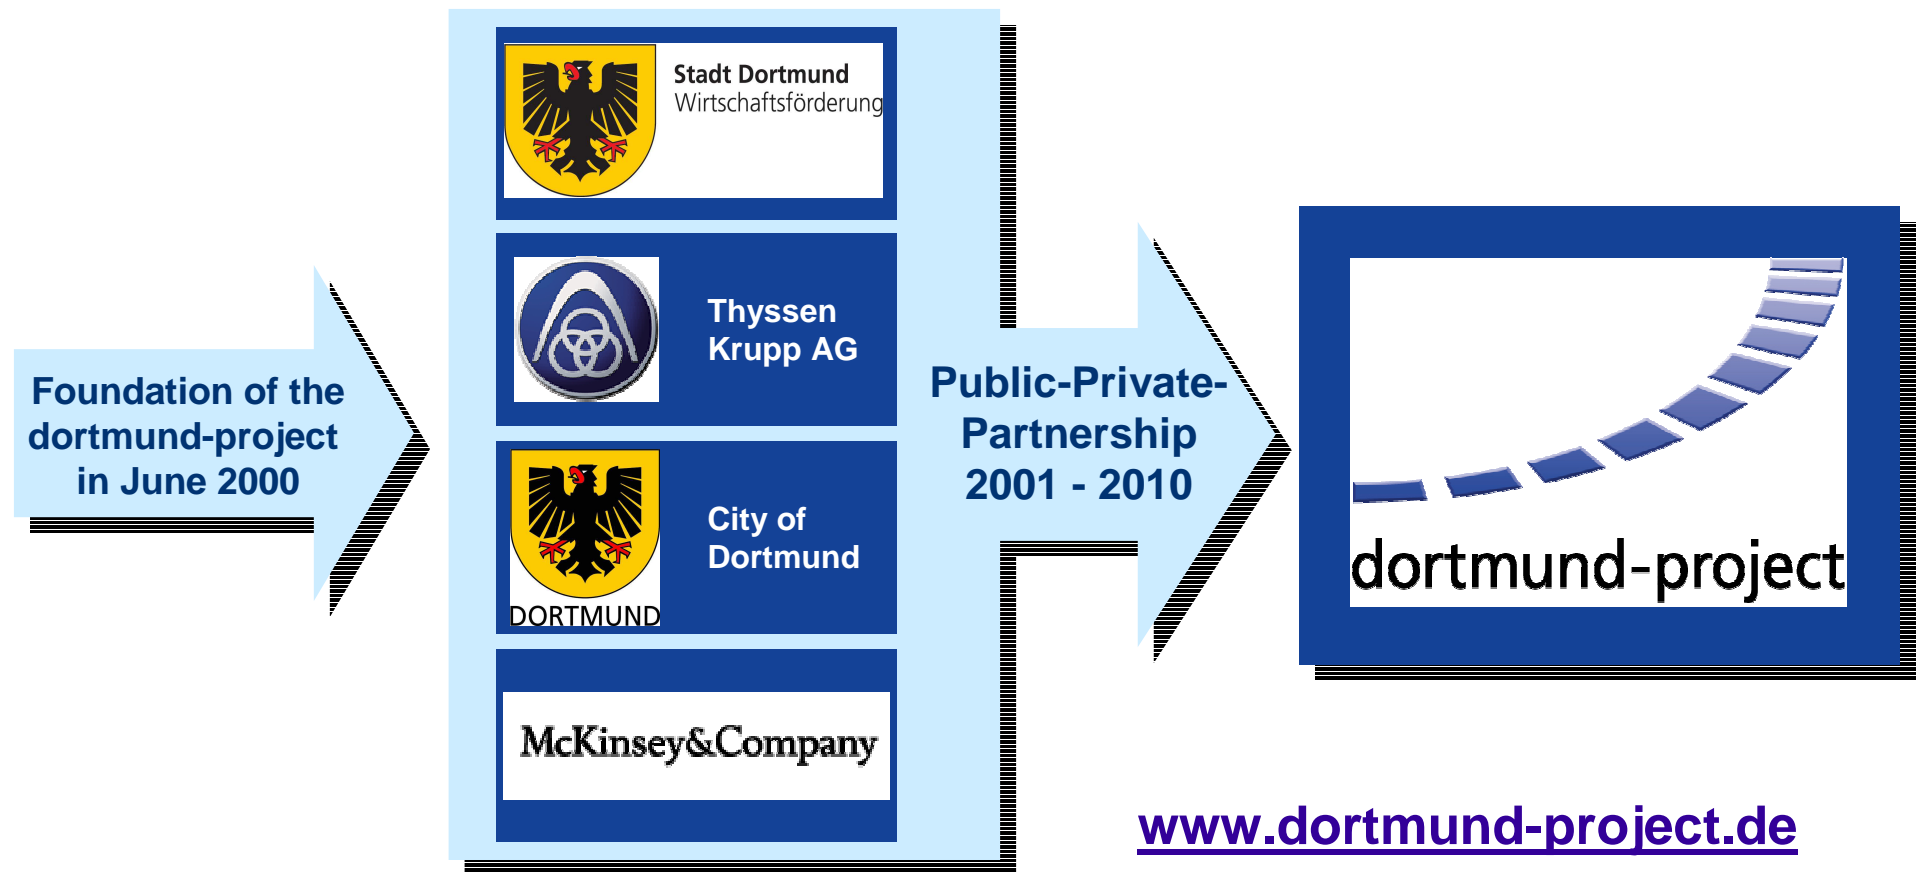 Foundation of the
dortmund-project
in June 2000
Stadt Dortmund
Wirtschaftsförderung
Thyssen
Krupp AG
City of
Dortmund
DORTMUND
McKinsey&Company
Public-Private-
Partnership
2001 - 2010
dortmund-project
www.dortmund-project.de